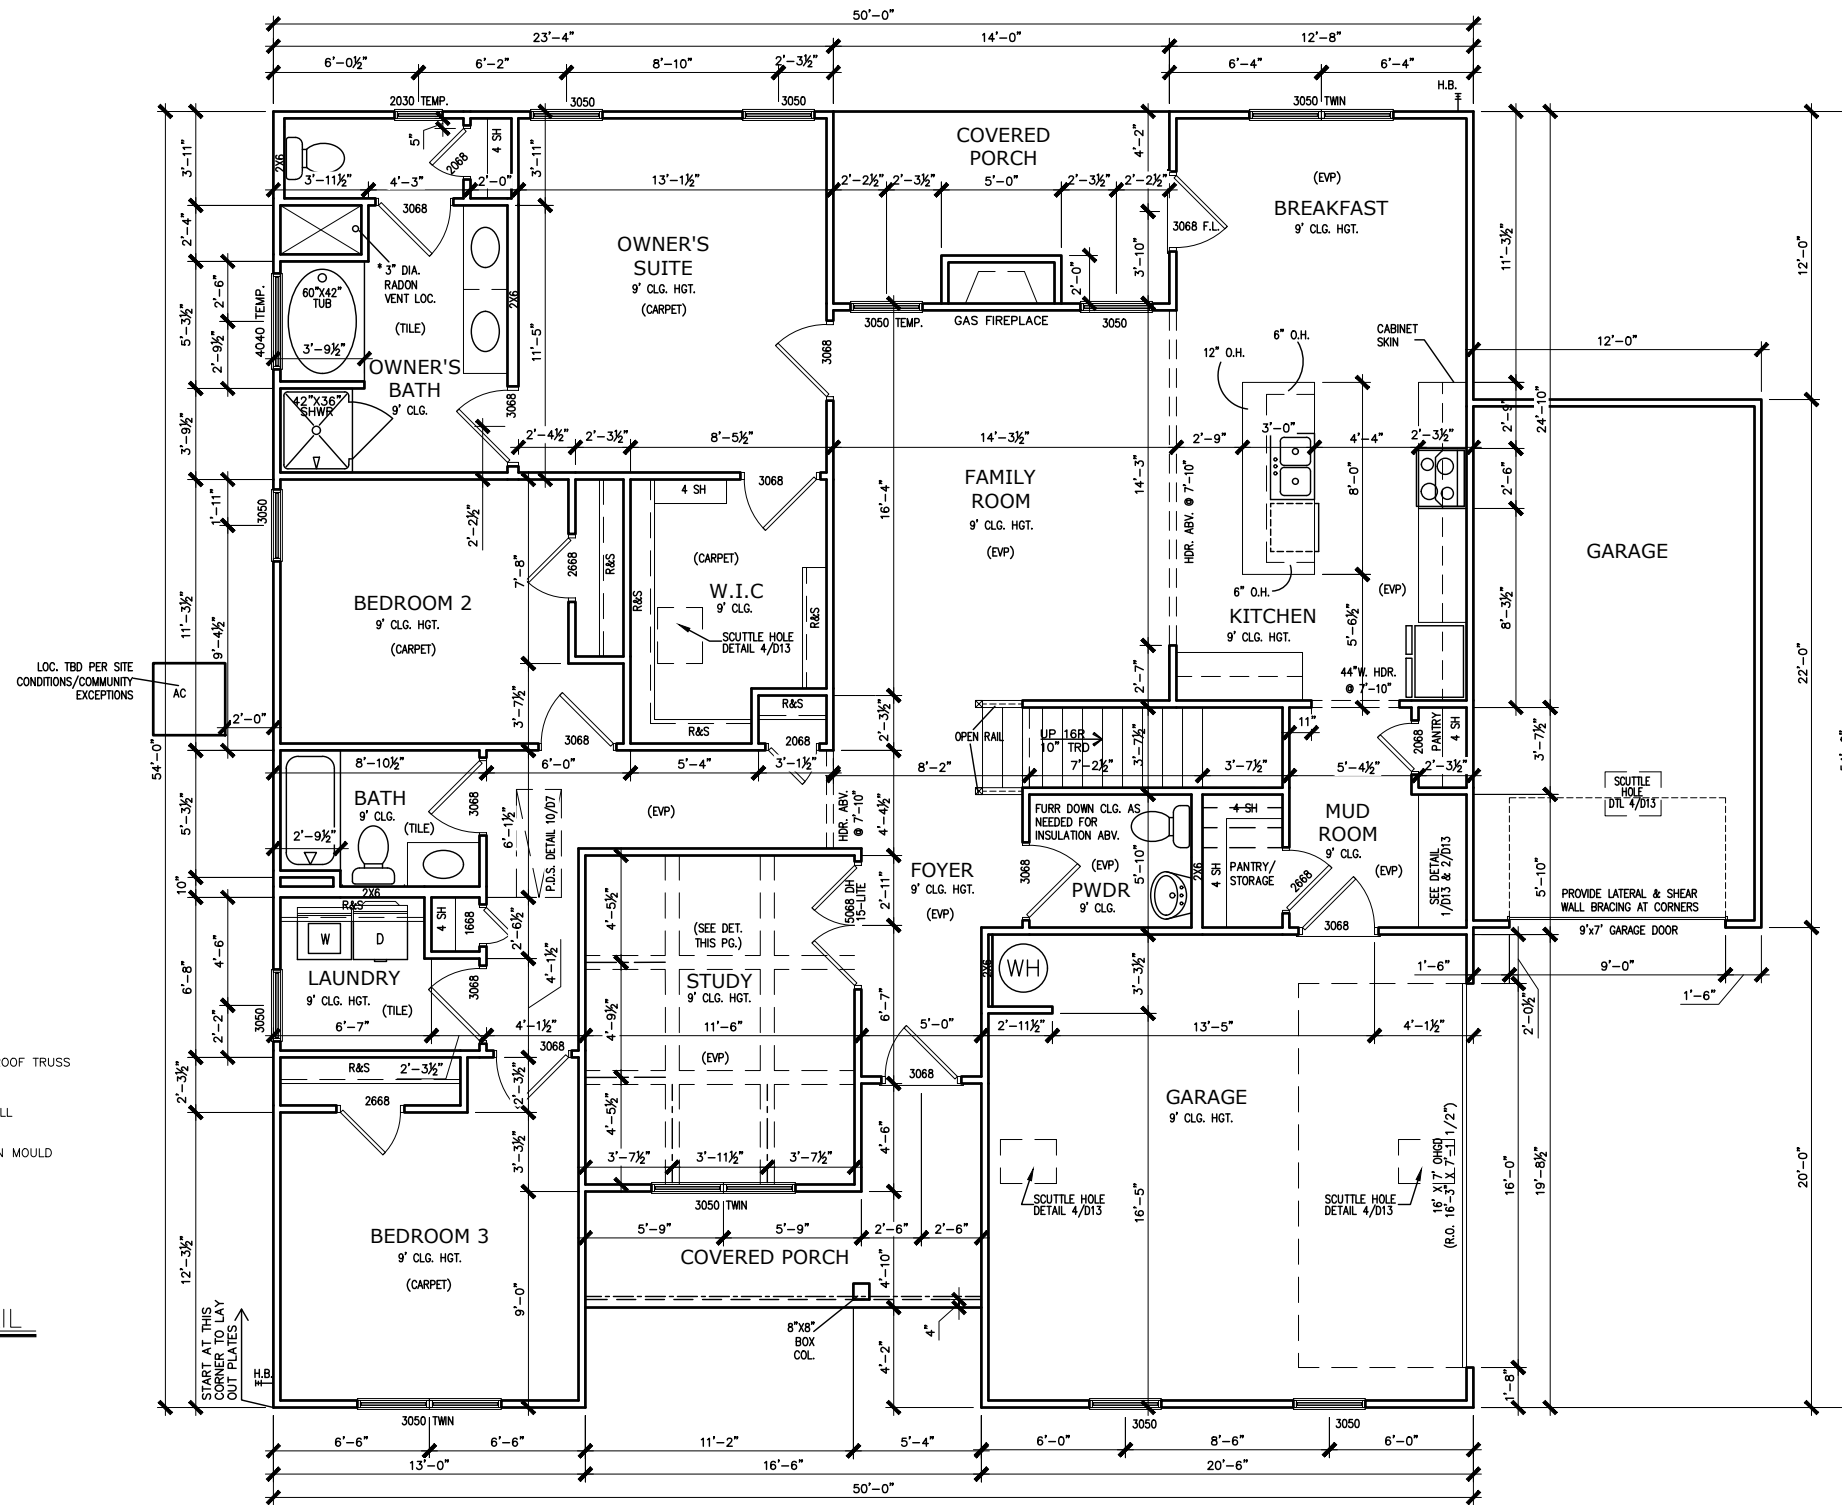 50'-0"
23'-4"
14'-0"
12'-8"
6'-0½"
6'-2"
8'-10"
2'-3½"
6'-4"
6'-4"
H.B.
2030 TEMP.
3050
3050
3050 TWIN
COVERED
PORCH
4'-2"
5"
2068
4 SH
2X6
3'-11"
3'-11"
3'-11½"
4'-3"
2'-0"
13'-1½"
2'-2½"
2'-3½"
5'-0"
2'-3½"
2'-2½"
(EVP)
BREAKFAST
9' CLG. HGT.
3068
3068 F.L.
11'-3½"
12'-0"
2'-4"
OWNER'S
SUITE
9' CLG. HGT.
(CARPET)
* 3" DIA.
RADON
VENT LOC.
3'-10"
2'-0"
60"X42"
TUB
(TILE)
2X6
2'-6"
5'-3½"
2'-9½"
4040 TEMP.
3'-9½"
11'-5"
3050 TEMP.
GAS FIREPLACE
3050
3068
6" O.H.
12" O.H.
CABINET
SKIN
12'-0"
OWNER'S
BATH
9' CLG.
3068
42"X36"
SHWR
3'-9½"
2'-4½"
2'-3½"
8'-5½"
14'-3½"
2'-9"
3'-0"
4'-4"
2'-3½"
2'-9"
24'-10"
3068
4 SH
FAMILY
ROOM
9' CLG. HGT.
(EVP)
16'-4"
14'-3"
HDR. ABV. @ 7'-10"
8'-0"
2'-6"
1'-11"
3050
2'-2½"
7'-8"
2668
R&S
R&S
(CARPET)
W.I.C
9' CLG.
R&S
GARAGE
BEDROOM 2
9' CLG. HGT.
(CARPET)
11'-3½"
9'-4½"
SCUTTLE HOLE
DETAIL 4/D13
6" O.H.
(EVP)
KITCHEN
9' CLG. HGT.
5'-6½"
8'-3½"
22'-0"
LOC. TBD PER SITE
CONDITIONS/COMMUNITY
EXCEPTIONS
AC
2'-0"
54'-0"
3'-7½"
3068
R&S
R&S
2068
2'-3½"
2'-7"
44"W. HDR.
@ 7'-10"
OPEN RAIL
UP 16R
10" TRD
3'-7½"
11"
2068
PANTRY
4 SH
3'-7½"
8'-10½"
6'-0"
5'-4"
3'-1½"
8'-2"
7'-2½"
3'-7½"
5'-4½"
2'-3½"
SCUTTLE
HOLE
DTL 4/D13
BATH
9' CLG.
(TILE)
2'-9½"
3068
5'-3½"
6'-1½"
P.D.S. DETAIL 10/D7
(EVP)
HDR. ABV.
@ 7'-10"
4'-4½"
FURR DOWN CLG. AS
NEEDED FOR
INSULATION ABV.
4 SH
MUD
ROOM
9' CLG.
(EVP)
5'-10"
(EVP)
PWDR
9' CLG.
3068
2X6
4 SH
PANTRY/
STORAGE
2668
3068
SEE DETAIL
1/D13 & 2/D13
5'-10"
PROVIDE LATERAL & SHEAR
WALL BRACING AT CORNERS
9'x7' GARAGE DOOR
FOYER
9' CLG. HGT.
(EVP)
2'-11"
5068 DH
15-LITE
10"
2X6
R&S
W
D
4 SH
1668
2'-6½"
4'-5½"
(SEE DET.
THIS PG.)
LAUNDRY
9' CLG. HGT.
(TILE)
3068
4'-1½"
STUDY
9' CLG. HGT.
(EVP)
4'-9½"
WH
2X6
3'-3½"
1'-6"
9'-0"
1'-6"
2'-0½"
6'-8"
4'-6"
2'-2"
3050
6'-7"
4'-1½"
11'-6"
6'-7"
5'-0"
2'-11½"
13'-5"
4'-1½"
3068
R&S
2'-3½"
2668
2'-3½"
2'-3½"
3068
4'-5½"
GARAGE
9' CLG. HGT.
OOF TRUSS
LL
N MOULD
IL
3'-3½"
3'-7½"
3'-11½"
3'-7½"
4'-6"
3050 TWIN
SCUTTLE HOLE
DETAIL 4/D13
SCUTTLE HOLE
DETAIL 4/D13
16'-5"
16' X 7' OHGD
(R.O. 16'-3" X 7'-1 1/2")
16'-0"
19'-8½"
20'-0"
BEDROOM 3
9' CLG. HGT.
(CARPET)
12'-3½"
9'-0"
5'-9"
5'-9"
2'-6"
2'-6"
COVERED PORCH
4'-10"
8"X8"
BOX
COL.
4"
4'-2"
START AT THIS
CORNER TO LAY
OUT PLATES
H.B.
1'-8"
3050 TWIN
3050
3050
6'-6"
6'-6"
11'-2"
5'-4"
6'-0"
8'-6"
6'-0"
13'-0"
16'-6"
20'-6"
50'-0"